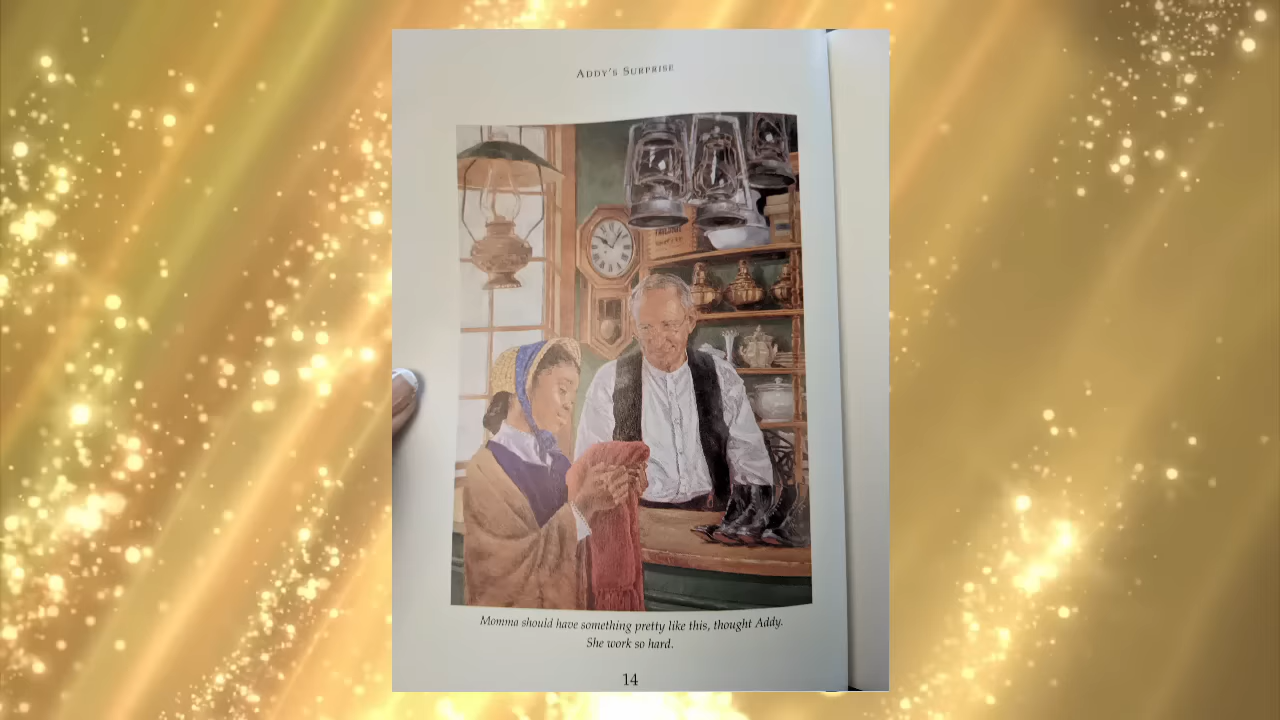 ADDY'S SURPRISE
Momma should have something pretty like this, thought Addy.
She work so hard.
14